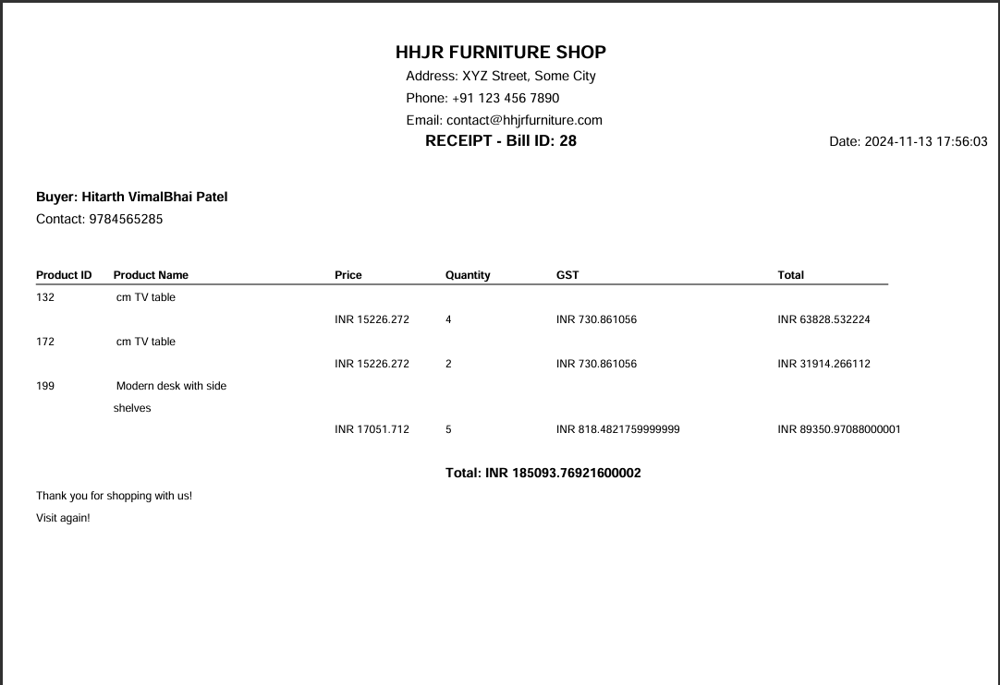 HHJR FURNITURE SHOP
Address: XYZ Street, Some City
Phone: +91 123 456 7890
Email: contact@hhjrfurniture.com
RECEIPT - Bill ID: 28 Date: 2024-11-13 17:56:03
Buyer: Hitarth VimalBhai Patel
Contact: 9784565285
Product ID Product Name Price Quantity GST Total
132 cm TV table
INR 15226.272 4 INR 730.861056 INR 63828.532224
172 cm TV table
INR 15226.272 2 INR 730.861056 INR 31914.266112
199 Modern desk with side
shelves
INR 17051.712 5 INR 818.4821759999999 INR 89350.97088000001
Total: INR 185093.76921600002
Thank you for shopping with us!
Visit again!